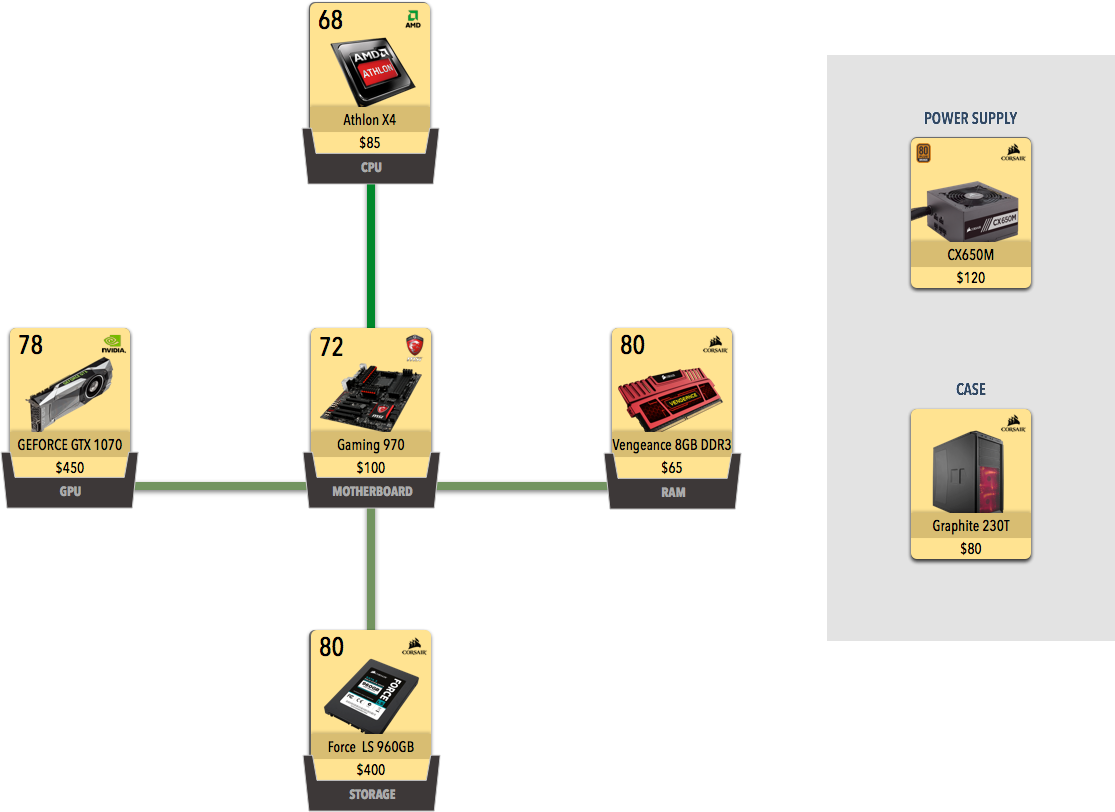 68
AMD
AMD
ATHLON
Athlon X4
$85
CPU
POWER SUPPLY
80
CORSAIR
CX650M
CX650M
$120
78
NVIDIA.
GEFORCE GTX 1070
$450
GPU
72
Gaming 970
$100
MOTHERBOARD
80
CORSAIR
VENGEANCE
Vengeance 8GB DDR3
$65
RAM
CASE
CORSAIR
Graphite 230T
$80
80
CORSAIR
960GB
FORCE
Force LS 960GB
$400
STORAGE